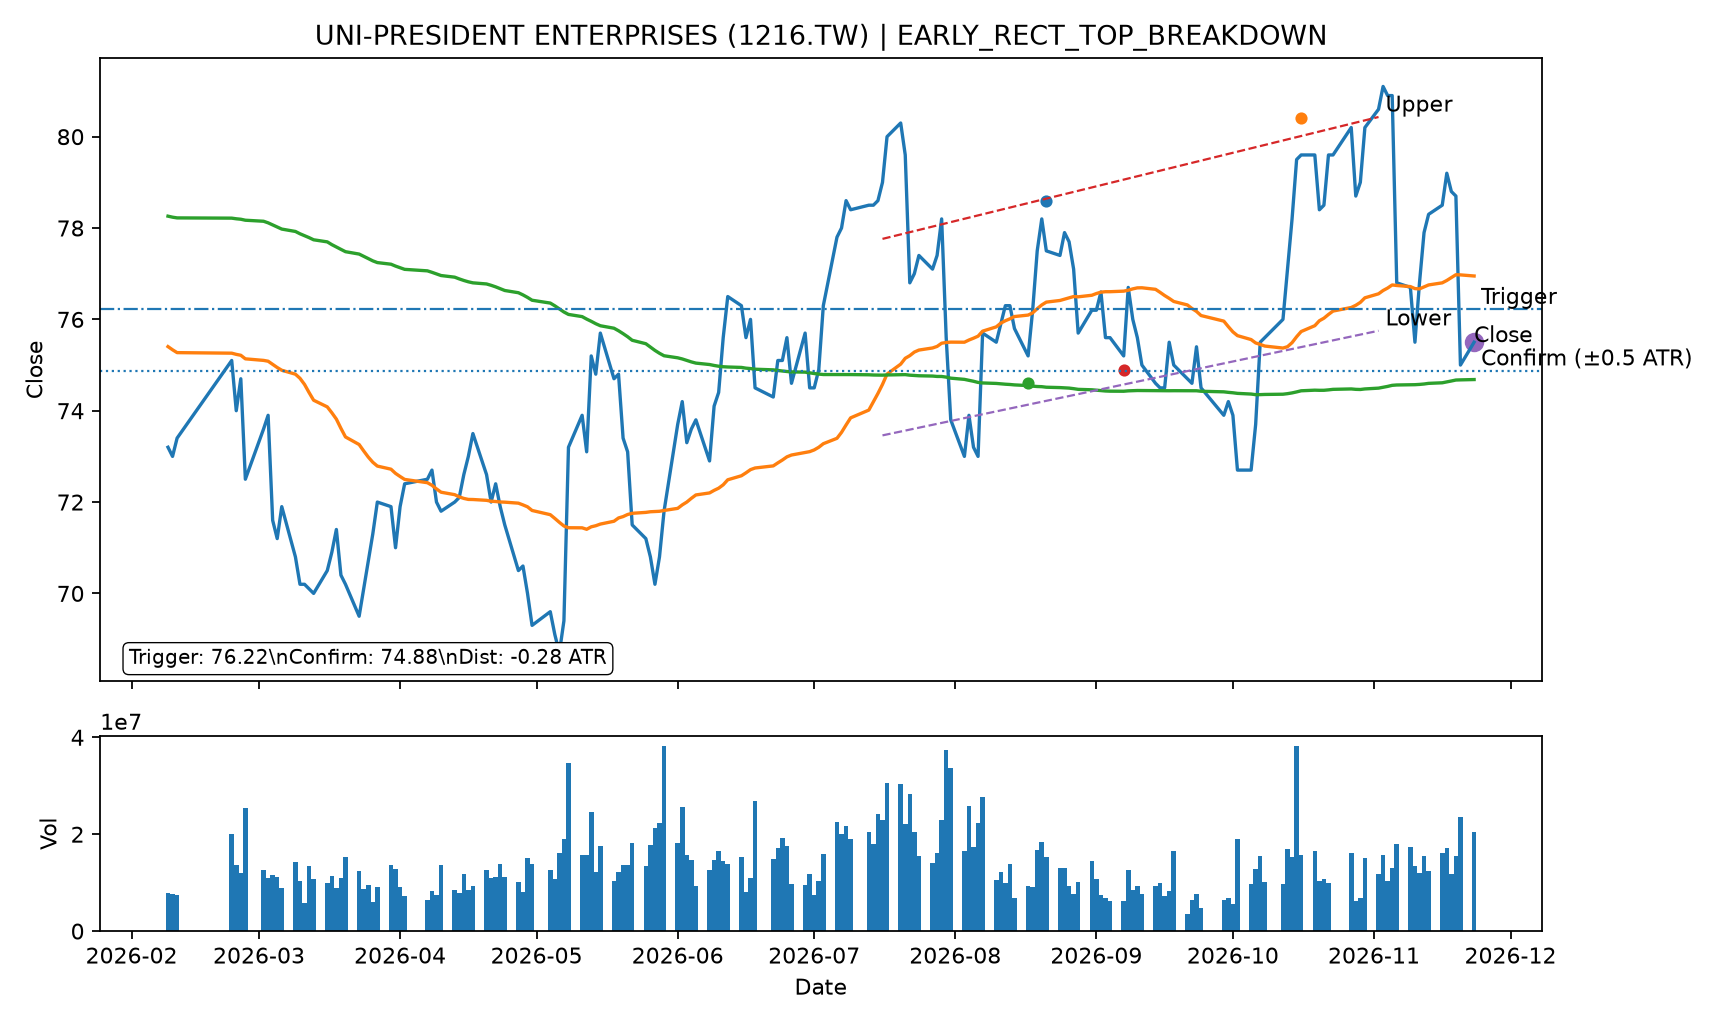 UNI-PRESIDENT ENTERPRISES (1216.TW) | EARLY_RECT_TOP_BREAKDOWN
Close
80
78
76
74
72
70
Upper
Trigger
Lower
Close
Confirm (±0.5 ATR)
Trigger: 76.22\nConfirm: 74.88\nDist: -0.28 ATR
1e7
Vol
4
2
0
2026-02 2026-03 2026-04 2026-05 2026-06 2026-07 2026-08 2026-09 2026-10 2026-11 2026-12
Date